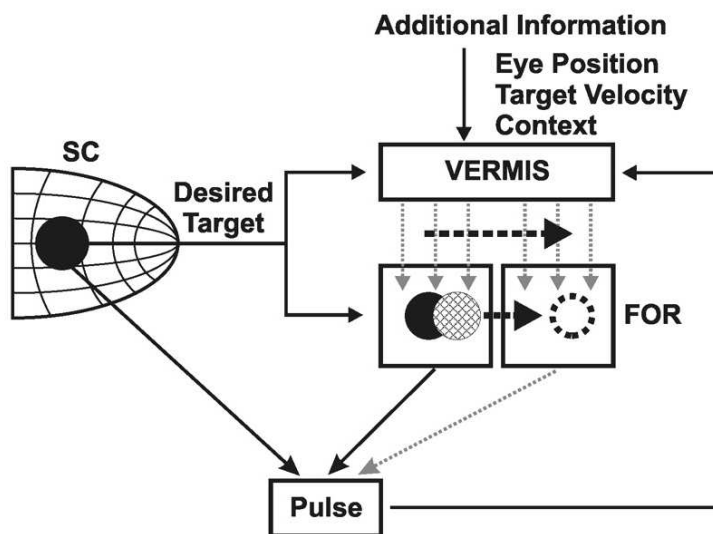 Additional Information
Eye Position
Target Velocity
Context
SC
VERMIS
Desired
Target
FOR
Pulse